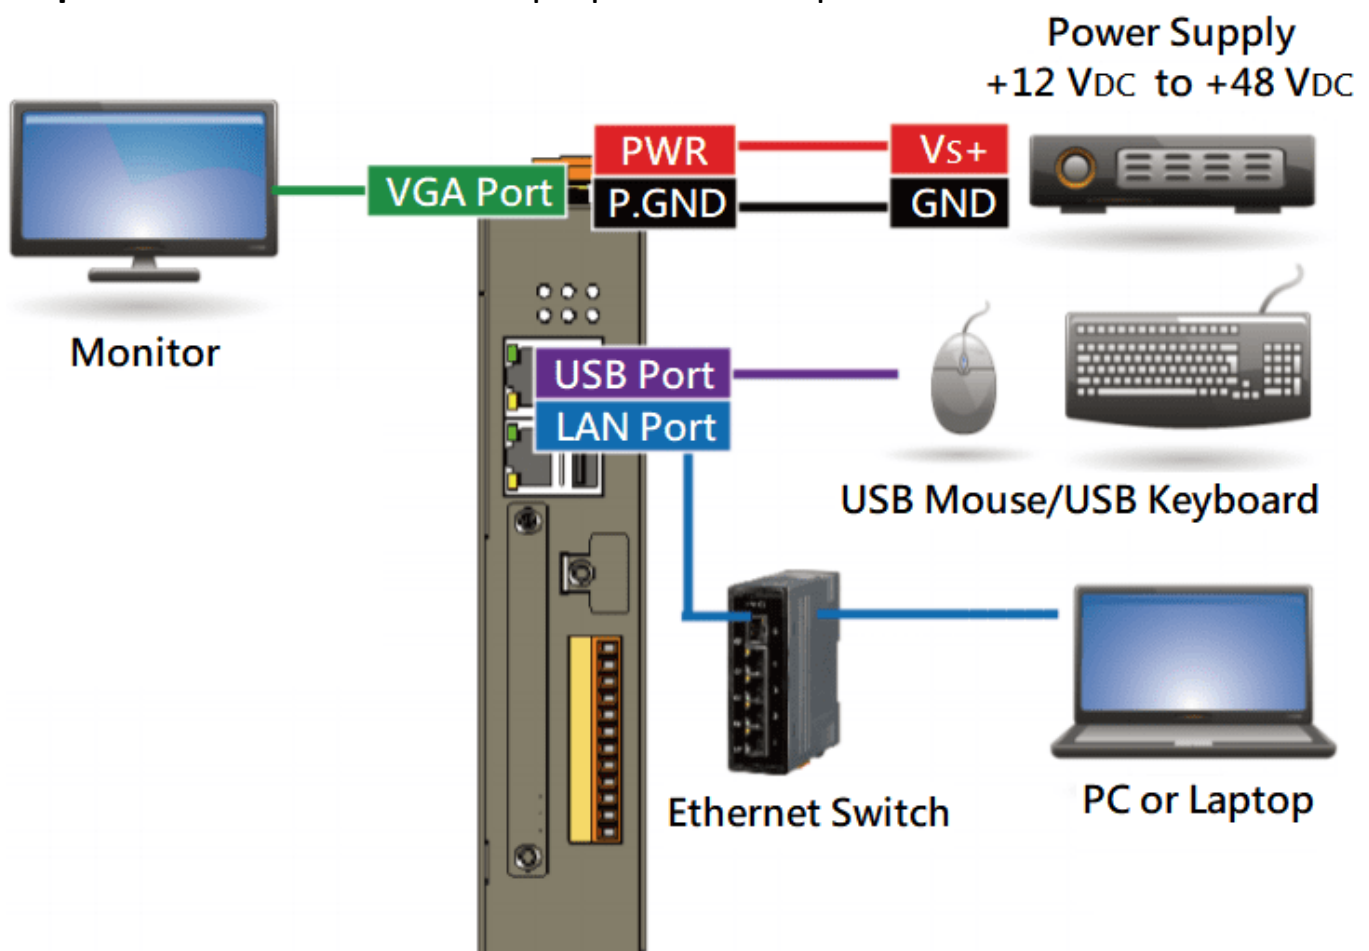 Power Supply
+12 VDC to +48 VDC
PWR
Vs+
VGA Port
P.GND
GND
Monitor
USB Port
LAN Port
USB Mouse/USB Keyboard
Ethernet Switch
PC or Laptop